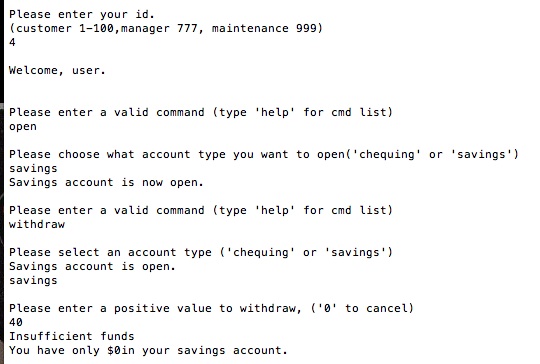 Please enter your id.
(customer 1-100,manager 777, maintenance 999)
4
Welcome, user.
Please enter a valid command (type 'help' for cmd list)
open
Please choose what account type you want to open('chequing' or 'savings')
savings
Savings account is now open.
Please enter a valid command (type 'help' for cmd list)
withdraw
Please select an account type ('chequing' or 'savings')
Savings account is open.
savings
Please enter a positive value to withdraw, ('0' to cancel)
40
Insufficient funds
You have only $0in your savings account.